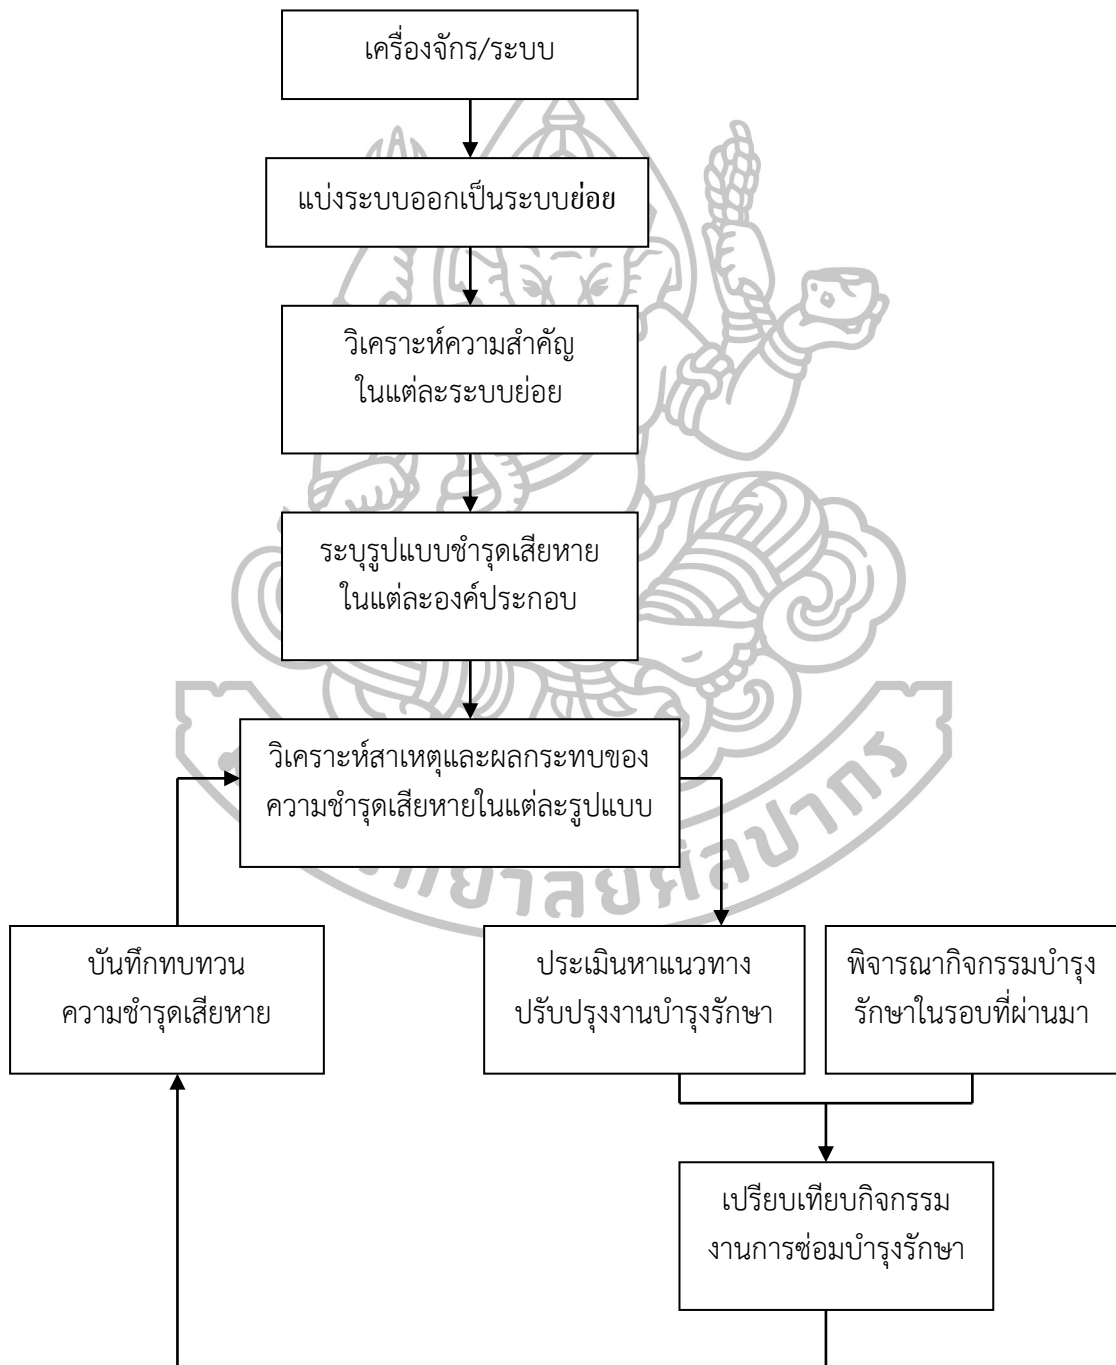 เครื่องจักร/ระบบ
แบ่งระบบออกเป็นระบบย่อย
วิเคราะห์ความสำคัญ
ในแต่ละระบบย่อย
ระบุรูปแบบชำรุดเสียหาย
ในแต่ละองค์ประกอบ
วิเคราะห์สาเหตุและผลกระทบของ
ความชำรุดเสียหายในแต่ละรูปแบบ
บันทึกทบทวน
ความชำรุดเสียหาย
ประเมินหาแนวทาง
ปรับปรุงงานบำรุงรักษา
พิจารณากิจกรรมบำรุง
รักษาในรอบที่ผ่านมา
เปรียบเทียบกิจกรรม
งานการซ่อมบำรุงรักษา